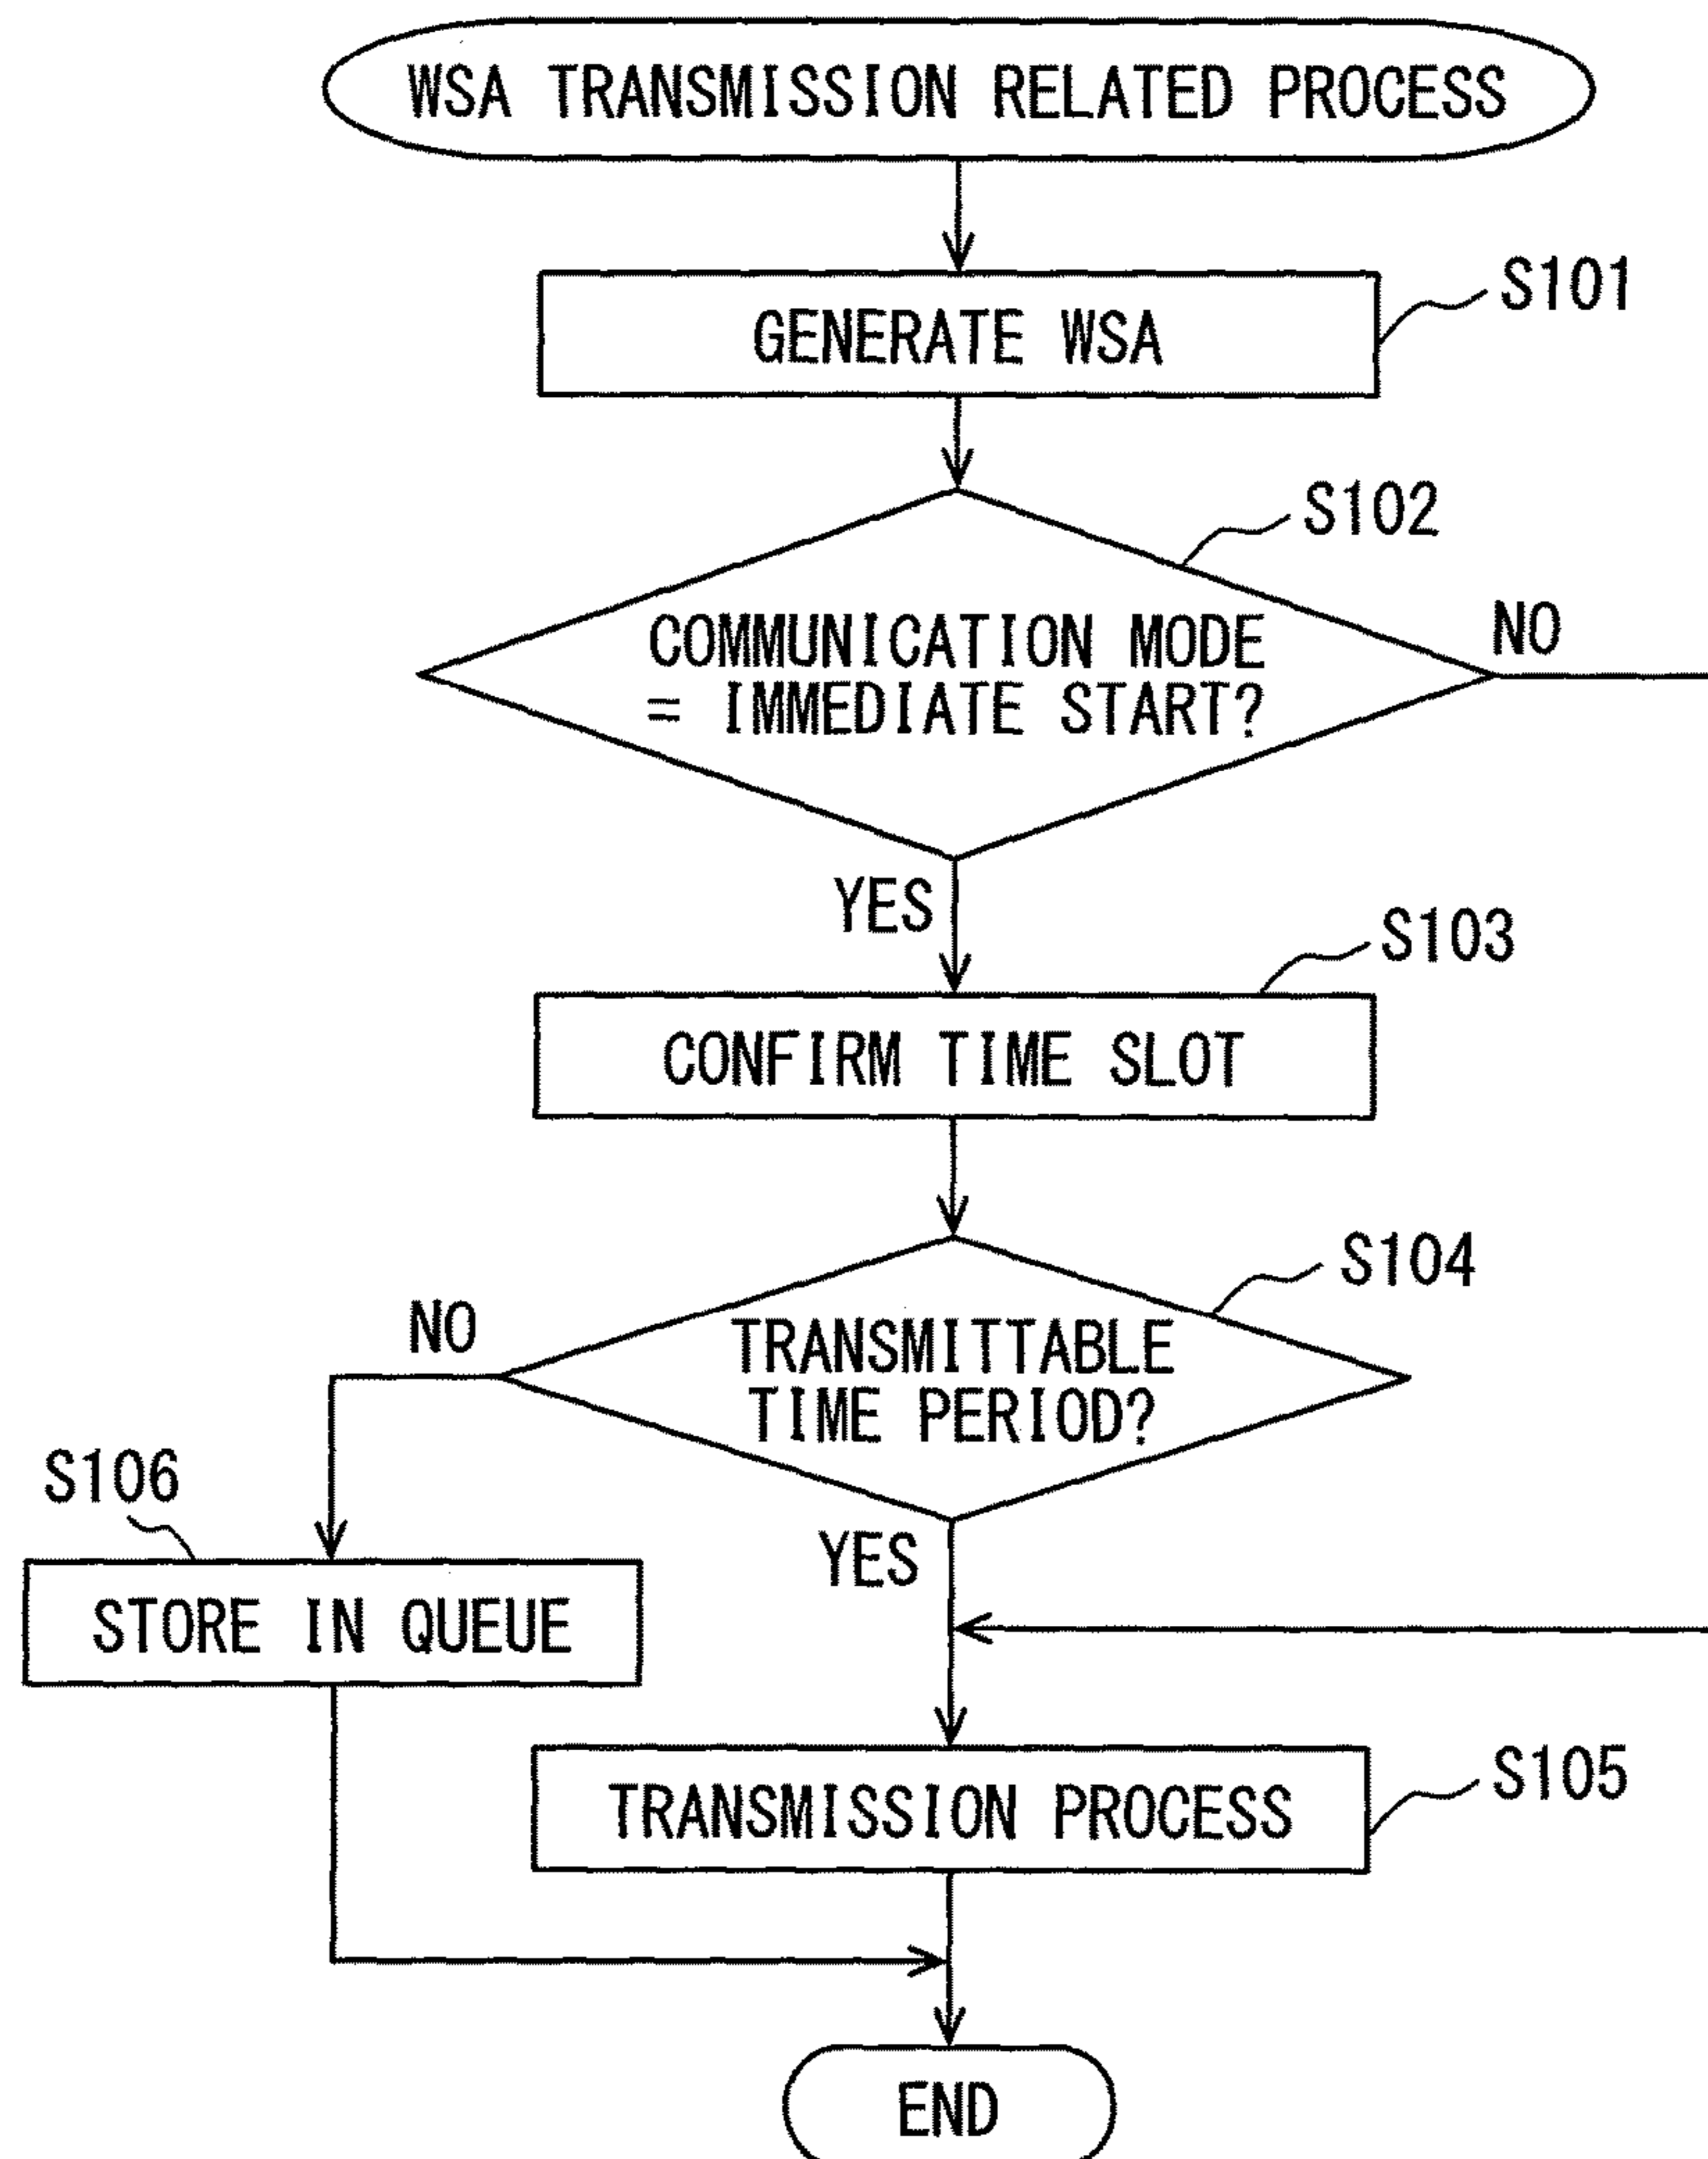 WSA TRANSMISSION RELATED PROCESS
S101
GENERATE WSA
S102
COMMUNICATION MODE
= IMMEDIATE START?
NO
YES
S103
CONFIRM TIME SLOT
S104
NO
TRANSMITTABLE
TIME PERIOD?
S106
YES
STORE IN QUEUE
S105
TRANSMISSION PROCESS
END